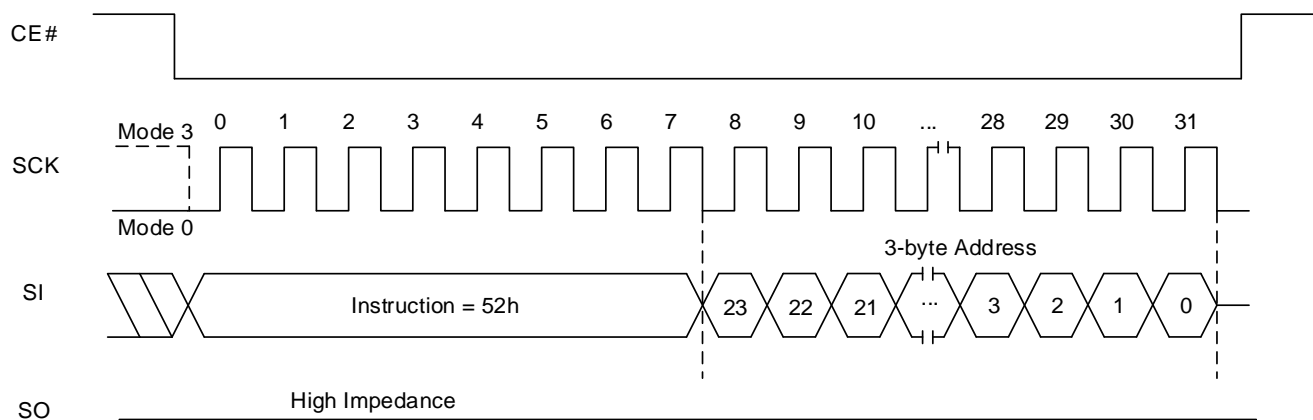 CE#
0 1 2 3 4 5 6 7 8 9 10 ... 28 29 30 31
Mode 3
SCK
Mode 0
3-byte Address
SI
Instruction = 52h
23 22 21 ... 3 2 1 0
High Impedance
SO